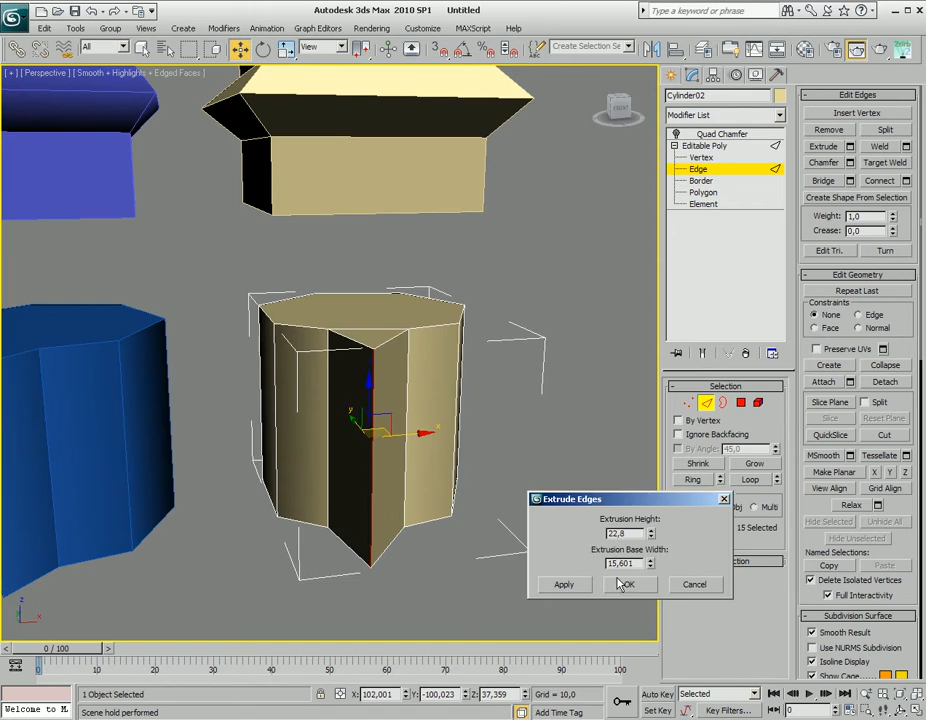 Autodesk 3ds Max 2010 SP1 Untitled
Type a keyword or phrase
Edit Tools Group Views Create Modifiers Animation Graph Editors Rendering Customize MAXScript Help
All View 3 Create Selection Se
[ + ] [ Perspective ] [ Smooth + Highlights + Edged Faces ]
FRONT
Cylinder02
Modifier List
Quad Chamfer
Editable Poly
Vertex
Edge
Border
Polygon
Element
Selection
By Vertex
Ignore Backfacing
By Angle: 45,0
Shrink Grow
Ring Loop
Obj Multi
15 Selected
Edit Edges
Insert Vertex
Remove Split
Extrude Weld
Chamfer Target Weld
Bridge Connect
Create Shape From Selection
Weight: 1,0
Crease: 0,0
Edit Tri. Turn
Edit Geometry
Repeat Last
Constraints
None Edge
Face Normal
Preserve UVs
Create Collapse
Attach Detach
Slice Plane Split
Slice Reset Plane
QuickSlice Cut
MSmooth Tessellate
Make Planar X Y Z
View Align Grid Align
Relax
Hide Selected Unhide All
Hide Unselected
Named Selections:
Copy Paste
Delete Isolated Vertices
Full Interactivity
Subdivision Surface
Smooth Result
Use NURMS Subdivision
Isoline Display
Show Cage......
Extrude Edges
Extrusion Height:
22,8
Extrusion Base Width:
15,601
Apply OK Cancel
x
y
z
x
0 / 100
0 10 20 30 40 50 60 70 80 90 100
1 Object Selected X: 102,001 Y: -100,023 Z: 37,359 Grid = 10,0 Auto Key Selected
Welcome to M Scene hold performed Add Time Tag Set Key Key Filters... 0